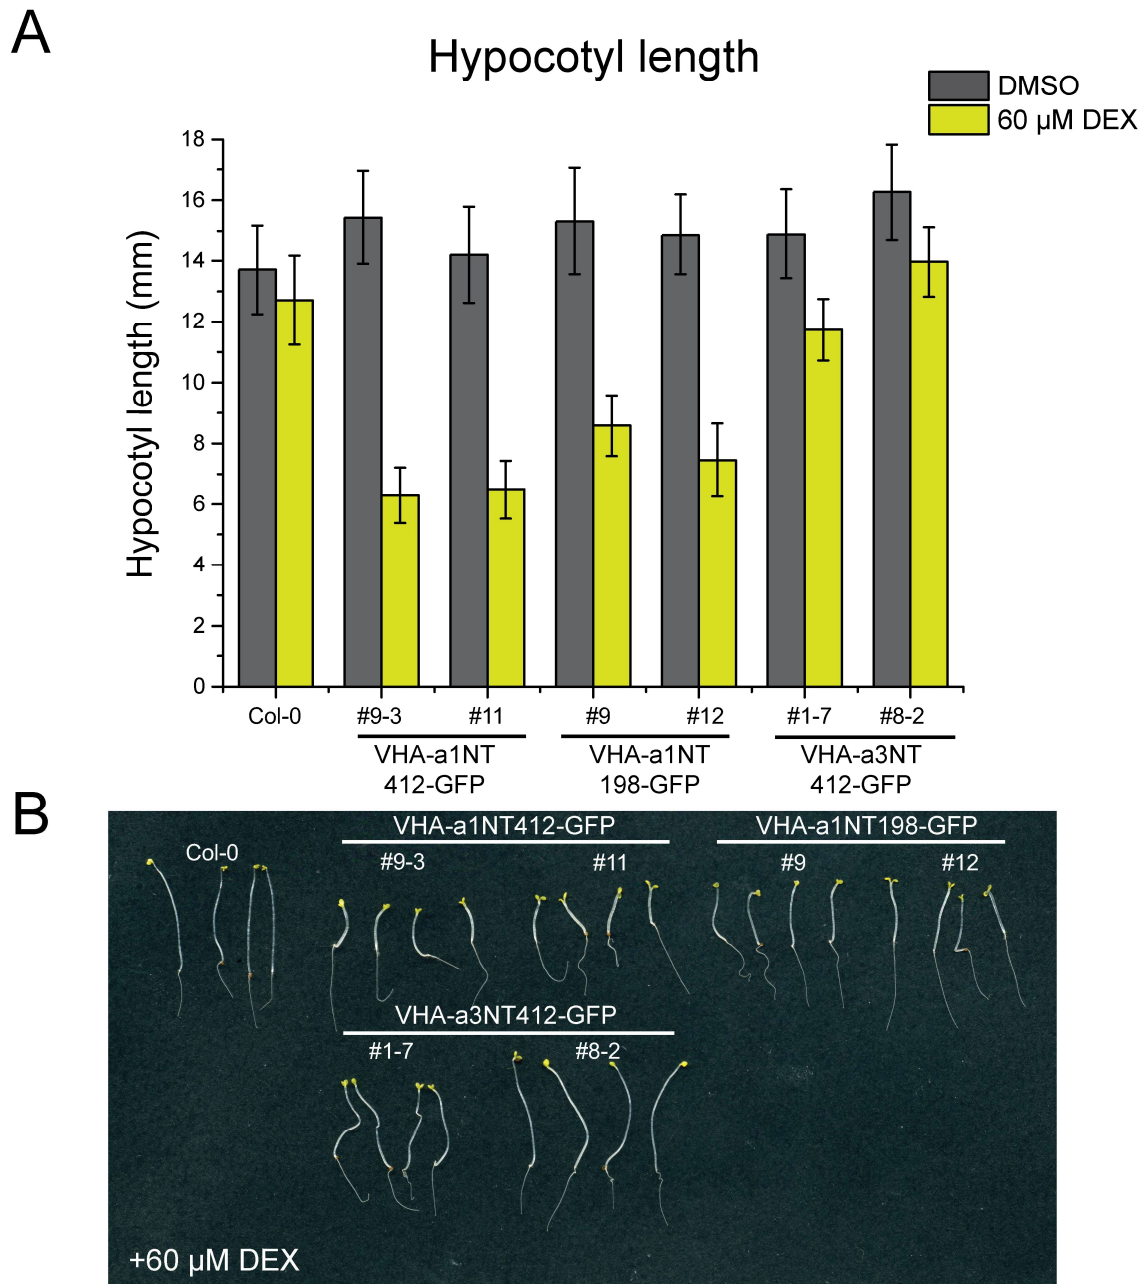 A
Hypocotyl length
DMSO
60 µM DEX
Hypocotyl length (mm)
18
16
14
12
10
8
6
4
2
0
Col-0
#9-3
#11
#9
#12
#1-7
#8-2
VHA-a1NT
412-GFP
VHA-a1NT
198-GFP
VHA-a3NT
412-GFP
B
Col-0
VHA-a1NT412-GFP
#9-3
#11
VHA-a1NT198-GFP
#9
#12
VHA-a3NT412-GFP
#1-7
#8-2
+60 µM DEX